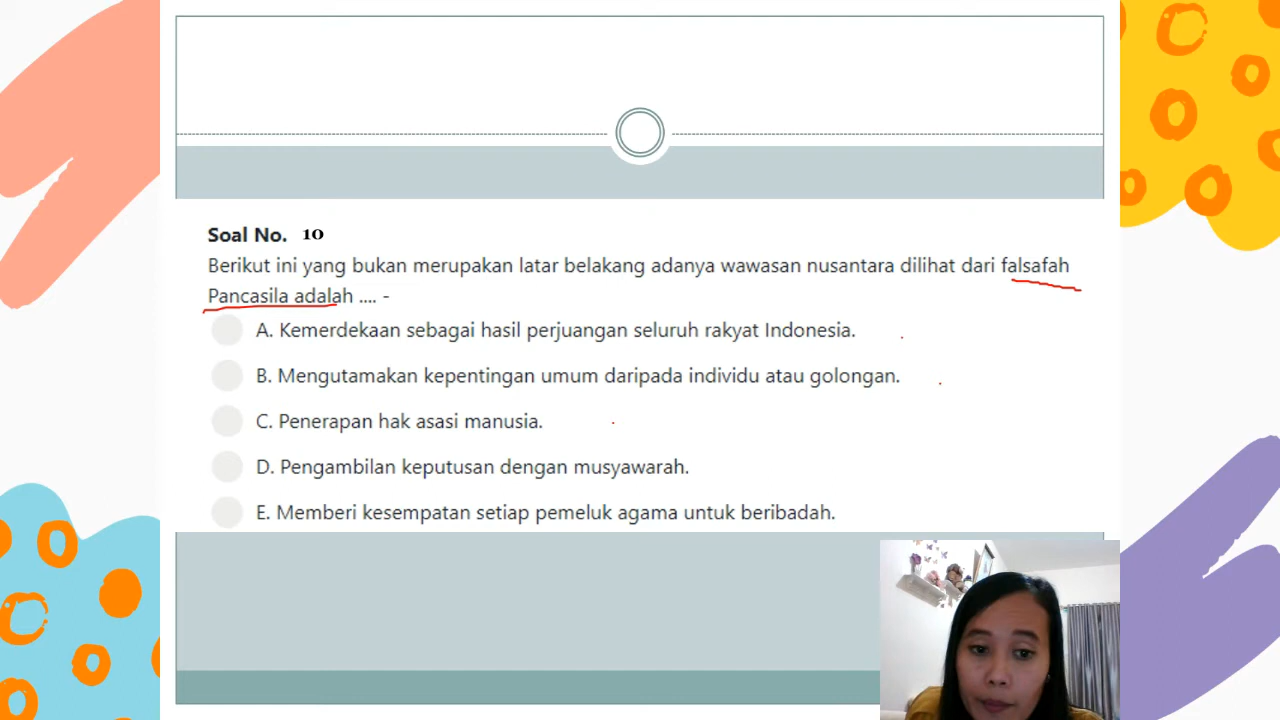 Soal No. 10
Berikut ini yang bukan merupakan latar belakang adanya wawasan nusantara dilihat dari falsafah
Pancasila adalah .... -
A. Kemerdekaan sebagai hasil perjuangan seluruh rakyat Indonesia.
B. Mengutamakan kepentingan umum daripada individu atau golongan.
C. Penerapan hak asasi manusia.
D. Pengambilan keputusan dengan musyawarah.
E. Memberi kesempatan setiap pemeluk agama untuk beribadah.